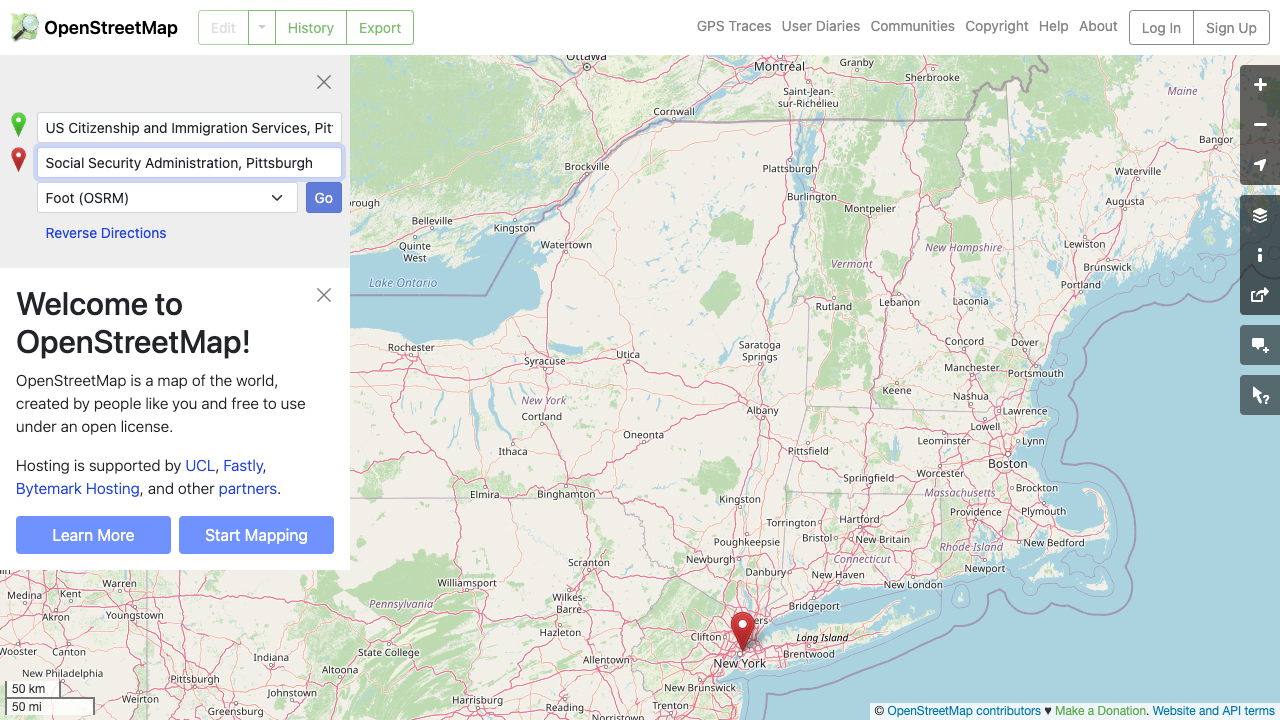 OpenStreetMap
Edit
History
Export
GPS Traces
User Diaries
Communities
Copyright
Help
About
Log In
Sign Up
US Citizenship and Immigration Services, Pit
Social Security Administration, Pittsburgh
Foot (OSRM)
Go
Reverse Directions
Welcome to
OpenStreetMap!
OpenStreetMap is a map of the world,
created by people like you and free to use
under an open license.
Hosting is supported by UCL, Fastly,
Bytemark Hosting, and other partners.
Learn More
Start Mapping
Ottawa
Montréal
Granby
Sherbrooke
Saint-Jean-
sur-Richelieu
Maine
Cornwall
Bangor
Brockville
Plattsburgh
Waterville
Burlington
Montpelier
Augusta
Belleville
Kingston
Quinte
West
Watertown
New Hampshire
Lewiston
Brunswick
Vermont
Portland
Lake Ontario
Rutland
Lebanon
Laconia
Rochester
Syracuse
Utica
Saratoga
Springs
Concord
Dover
Manchester
Portsmouth
Keene
Nashua
New York
Cortland
Albany
Lawrence
Lowell
Oneonta
Leominster
Lynn
Ithaca
Pittsfield
Boston
Worcester
Springfield
Elmira
Binghamton
Kingston
Massachusetts
Brockton
Plymouth
Providence
Torrington
Hartford
Poughkeepsie
Bristol
New Britain
Rhode Island
New Bedford
Newburgh
Connecticut
Newport
Scranton
Danbury
New Haven
New London
Warren
Williamsport
Wilkes-
Barre
Bridgeport
Medina
Kent
Akron
Youngstown
Pennsylvania
Clifton
Long Island
Hazleton
Brentwood
Wooster
Canton
State College
Indiana
Allentown
New York
Altoona
New Philadelphia
Pittsburgh
Johnstown
New Brunswick
Weirton
Greensburg
Harrisburg
Reading
Trenton
Norristown
50 km
50 mi
© OpenStreetMap contributors ♥ Make a Donation. Website and API terms